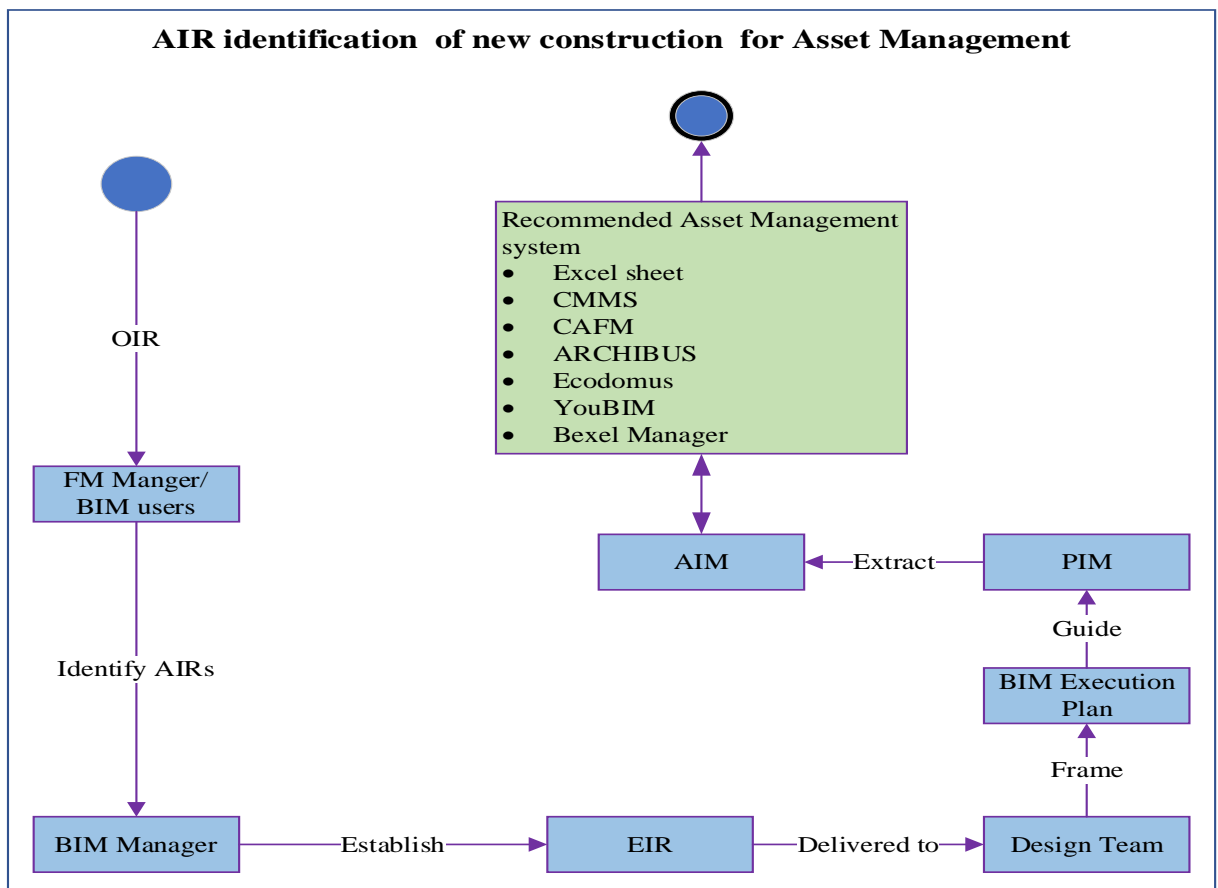 AIR identification of new construction for Asset Management
OIR
FM Manger/
BIM users
Identify AIRs
BIM Manager
Establish
EIR
Delivered to
Design Team
Frame
BIM Execution
Plan
Guide
PIM
Extract
AIM
Recommended Asset Management
system
• Excel sheet
• CMMS
• CAFM
• ARCHIBUS
• Ecodomus
• YouBIM
• Bexel Manager